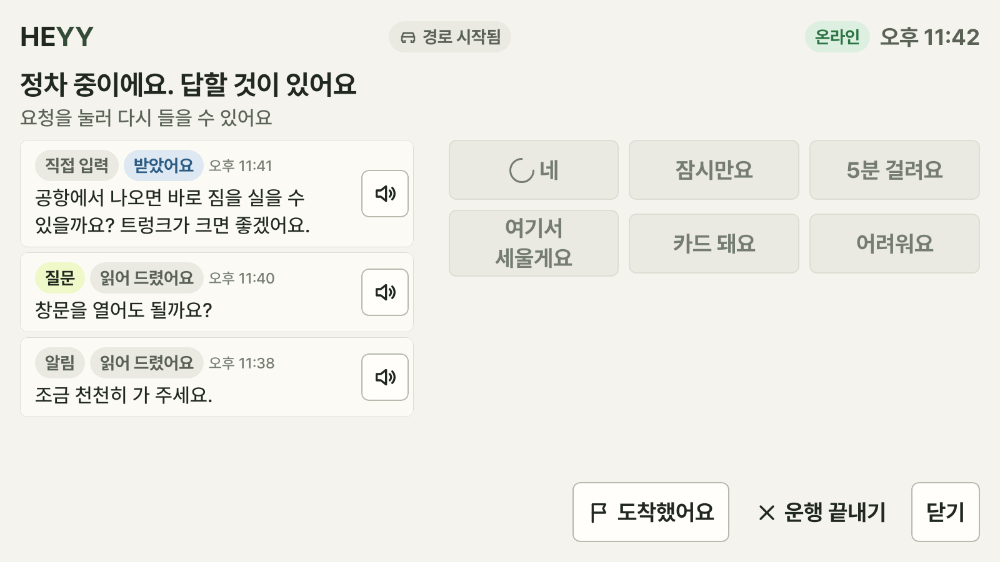 HEYY
경로 시작됨
온라인 오후 11:42
정차 중이에요. 답할 것이 있어요
요청을 눌러 다시 들을 수 있어요
직접 입력 받았어요 오후 11:41
공항에서 나오면 바로 짐을 실을 수
있을까요? 트렁크가 크면 좋겠어요.
질문 읽어 드렸어요 오후 11:40
창문을 열어도 될까요?
알림 읽어 드렸어요 오후 11:38
조금 천천히 가 주세요.
네
잠시만요
5분 걸려요
여기서
세울게요
카드 돼요
어려워요
도착했어요
운행 끝내기
닫기